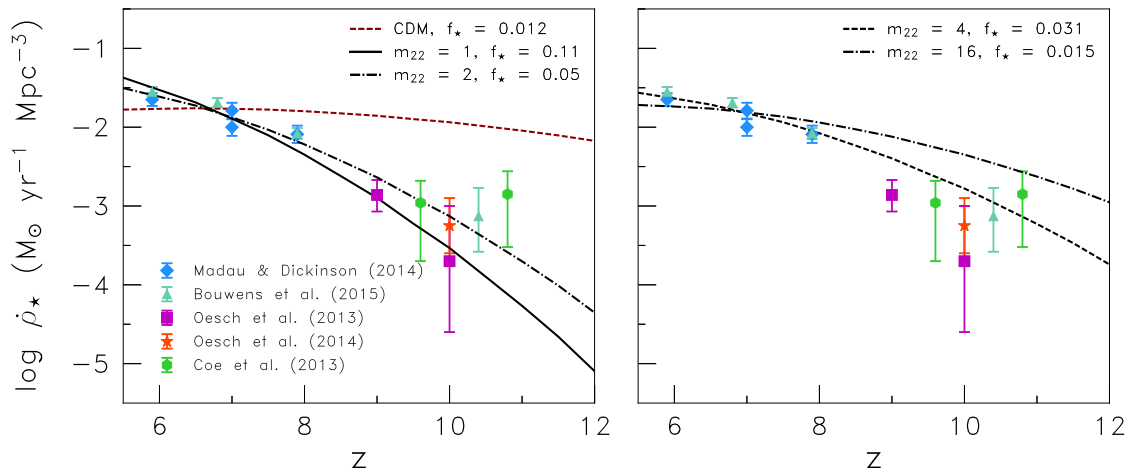 log ρ̇⋆ (M⊙ yr⁻¹ Mpc⁻³)
−1
−2
−3
−4
−5
CDM, f⋆ = 0.012
m₂₂ = 1, f⋆ = 0.11
m₂₂ = 2, f⋆ = 0.05
Madau & Dickinson (2014)
Bouwens et al. (2015)
Oesch et al. (2013)
Oesch et al. (2014)
Coe et al. (2013)
6 8 10 12
z
m₂₂ = 4, f⋆ = 0.031
m₂₂ = 16, f⋆ = 0.015
6 8 10 12
z